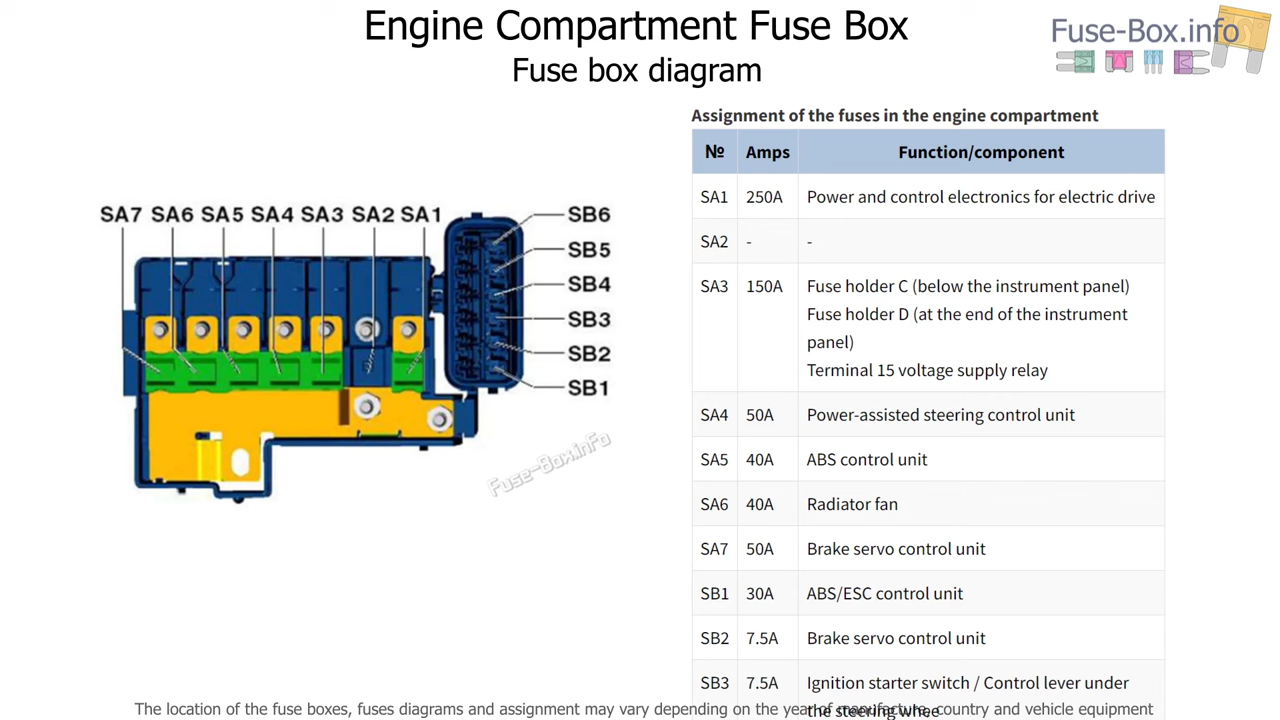 Engine Compartment Fuse Box
Fuse box diagram
Fuse-Box.info
Assignment of the fuses in the engine compartment
№ Amps Function/component
SA1 250A Power and control electronics for electric drive
SA2 - -
SA3 150A Fuse holder C (below the instrument panel)
Fuse holder D (at the end of the instrument
panel)
Terminal 15 voltage supply relay
SA4 50A Power-assisted steering control unit
SA5 40A ABS control unit
SA6 40A Radiator fan
SA7 50A Brake servo control unit
SB1 30A ABS/ESC control unit
SB2 7.5A Brake servo control unit
SB3 7.5A Ignition starter switch / Control lever under
the steering whee
SA7 SA6 SA5 SA4 SA3 SA2 SA1
SB6
SB5
SB4
SB3
SB2
SB1
Fuse-Box.info
The location of the fuse boxes, fuses diagrams and assignment may vary depending on the year of manufacture, country and vehicle equipment